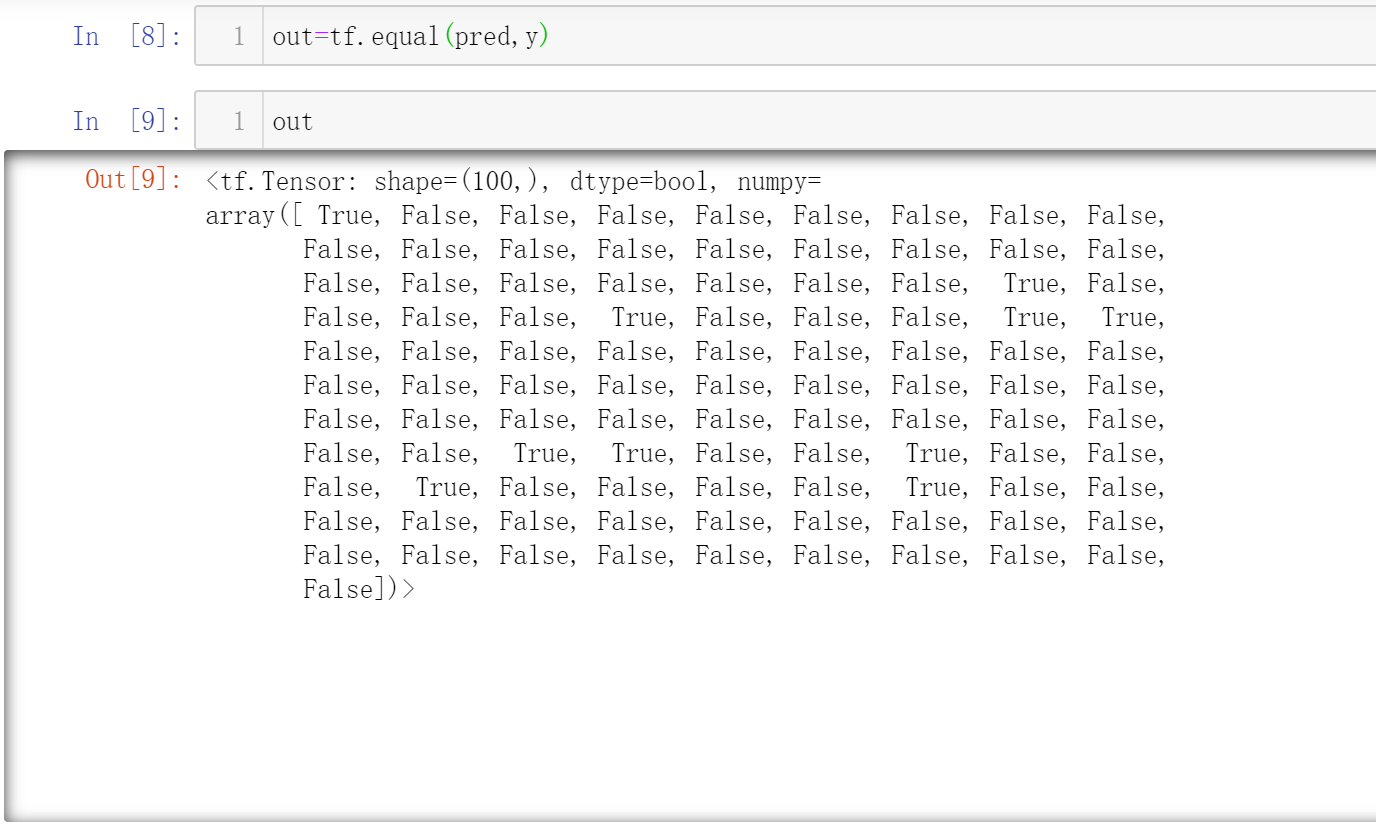 In [8]: 1 out=tf.equal(pred,y)
In [9]: 1 out
Out[9]: <tf.Tensor: shape=(100,), dtype=bool, numpy=
array([ True, False, False, False, False, False, False, False, False,
False, False, False, False, False, False, False, False, False,
False, False, False, False, False, False, False, True, False,
False, False, False, True, False, False, False, True, True,
False, False, False, False, False, False, False, False, False,
False, False, False, False, False, False, False, False, False,
False, False, False, False, False, False, False, False, False,
False, False, True, True, False, False, True, False, False,
False, True, False, False, False, False, True, False, False,
False, False, False, False, False, False, False, False, False,
False, False, False, False, False, False, False, False, False,
False])>